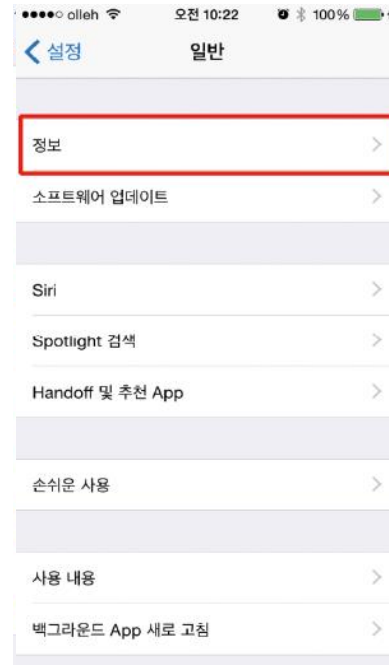 olleh 오전 10:22 100%
설정 일반
정보
소프트웨어 업데이트
Siri
Spotlight 검색
Handoff 및 추천 App
손쉬운 사용
사용 내용
백그라운드 App 새로 고침